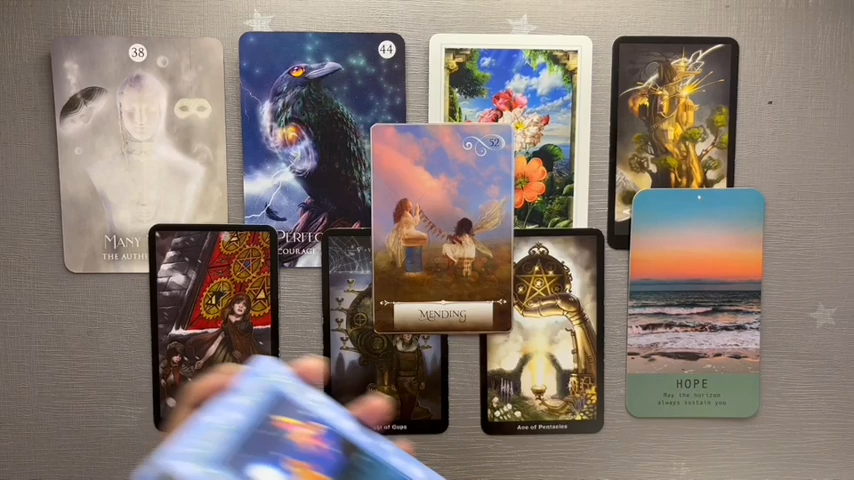 38
44
MANY
THE AUTHE
PERFEC
COURAGE
52
MENDING
of Cups
Ace of Pentacles
HOPE
May the horizon
always sustain you